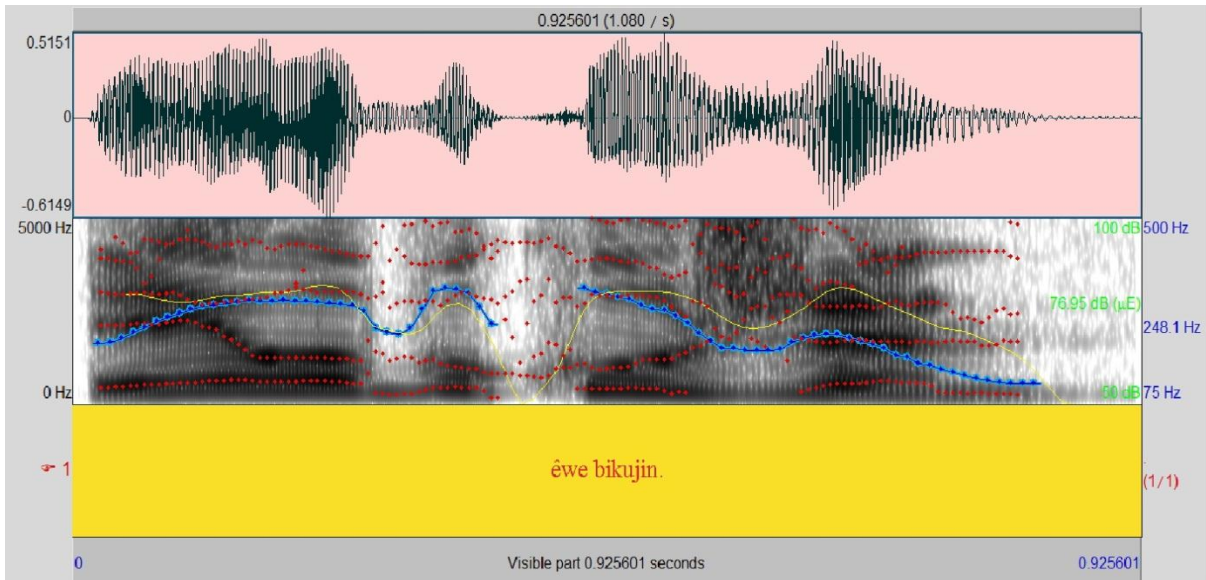 0.925601 (1.080 / s)
0.5151
0
-0.6149
5000 Hz
100 dB 500 Hz
76.95 dB (µE)
248.1 Hz
0 Hz
50 dB 75 Hz
1
êwe bikujin.
(1/1)
0 Visible part 0.925601 seconds 0.925601